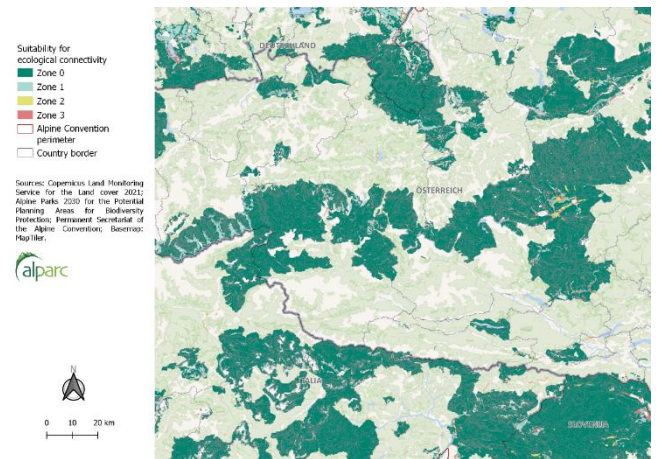 Suitability for
ecological connectivity
Zone 0
Zone 1
Zone 2
Zone 3
Alpine Convention
perimeter
Country border
Sources: Copernicus Land Monitoring
Service for the Land cover 2021;
Alpine Parks 2030 for the Potential
Planning Areas for Biodiversity
Protection; Permanent Secretariat of
the Alpine Convention; Basemap:
MapTiler.
alparc
N
0 10 20 km
DEUTSCHLAND
ÖSTERREICH
ITALIA
SLOVENIJA